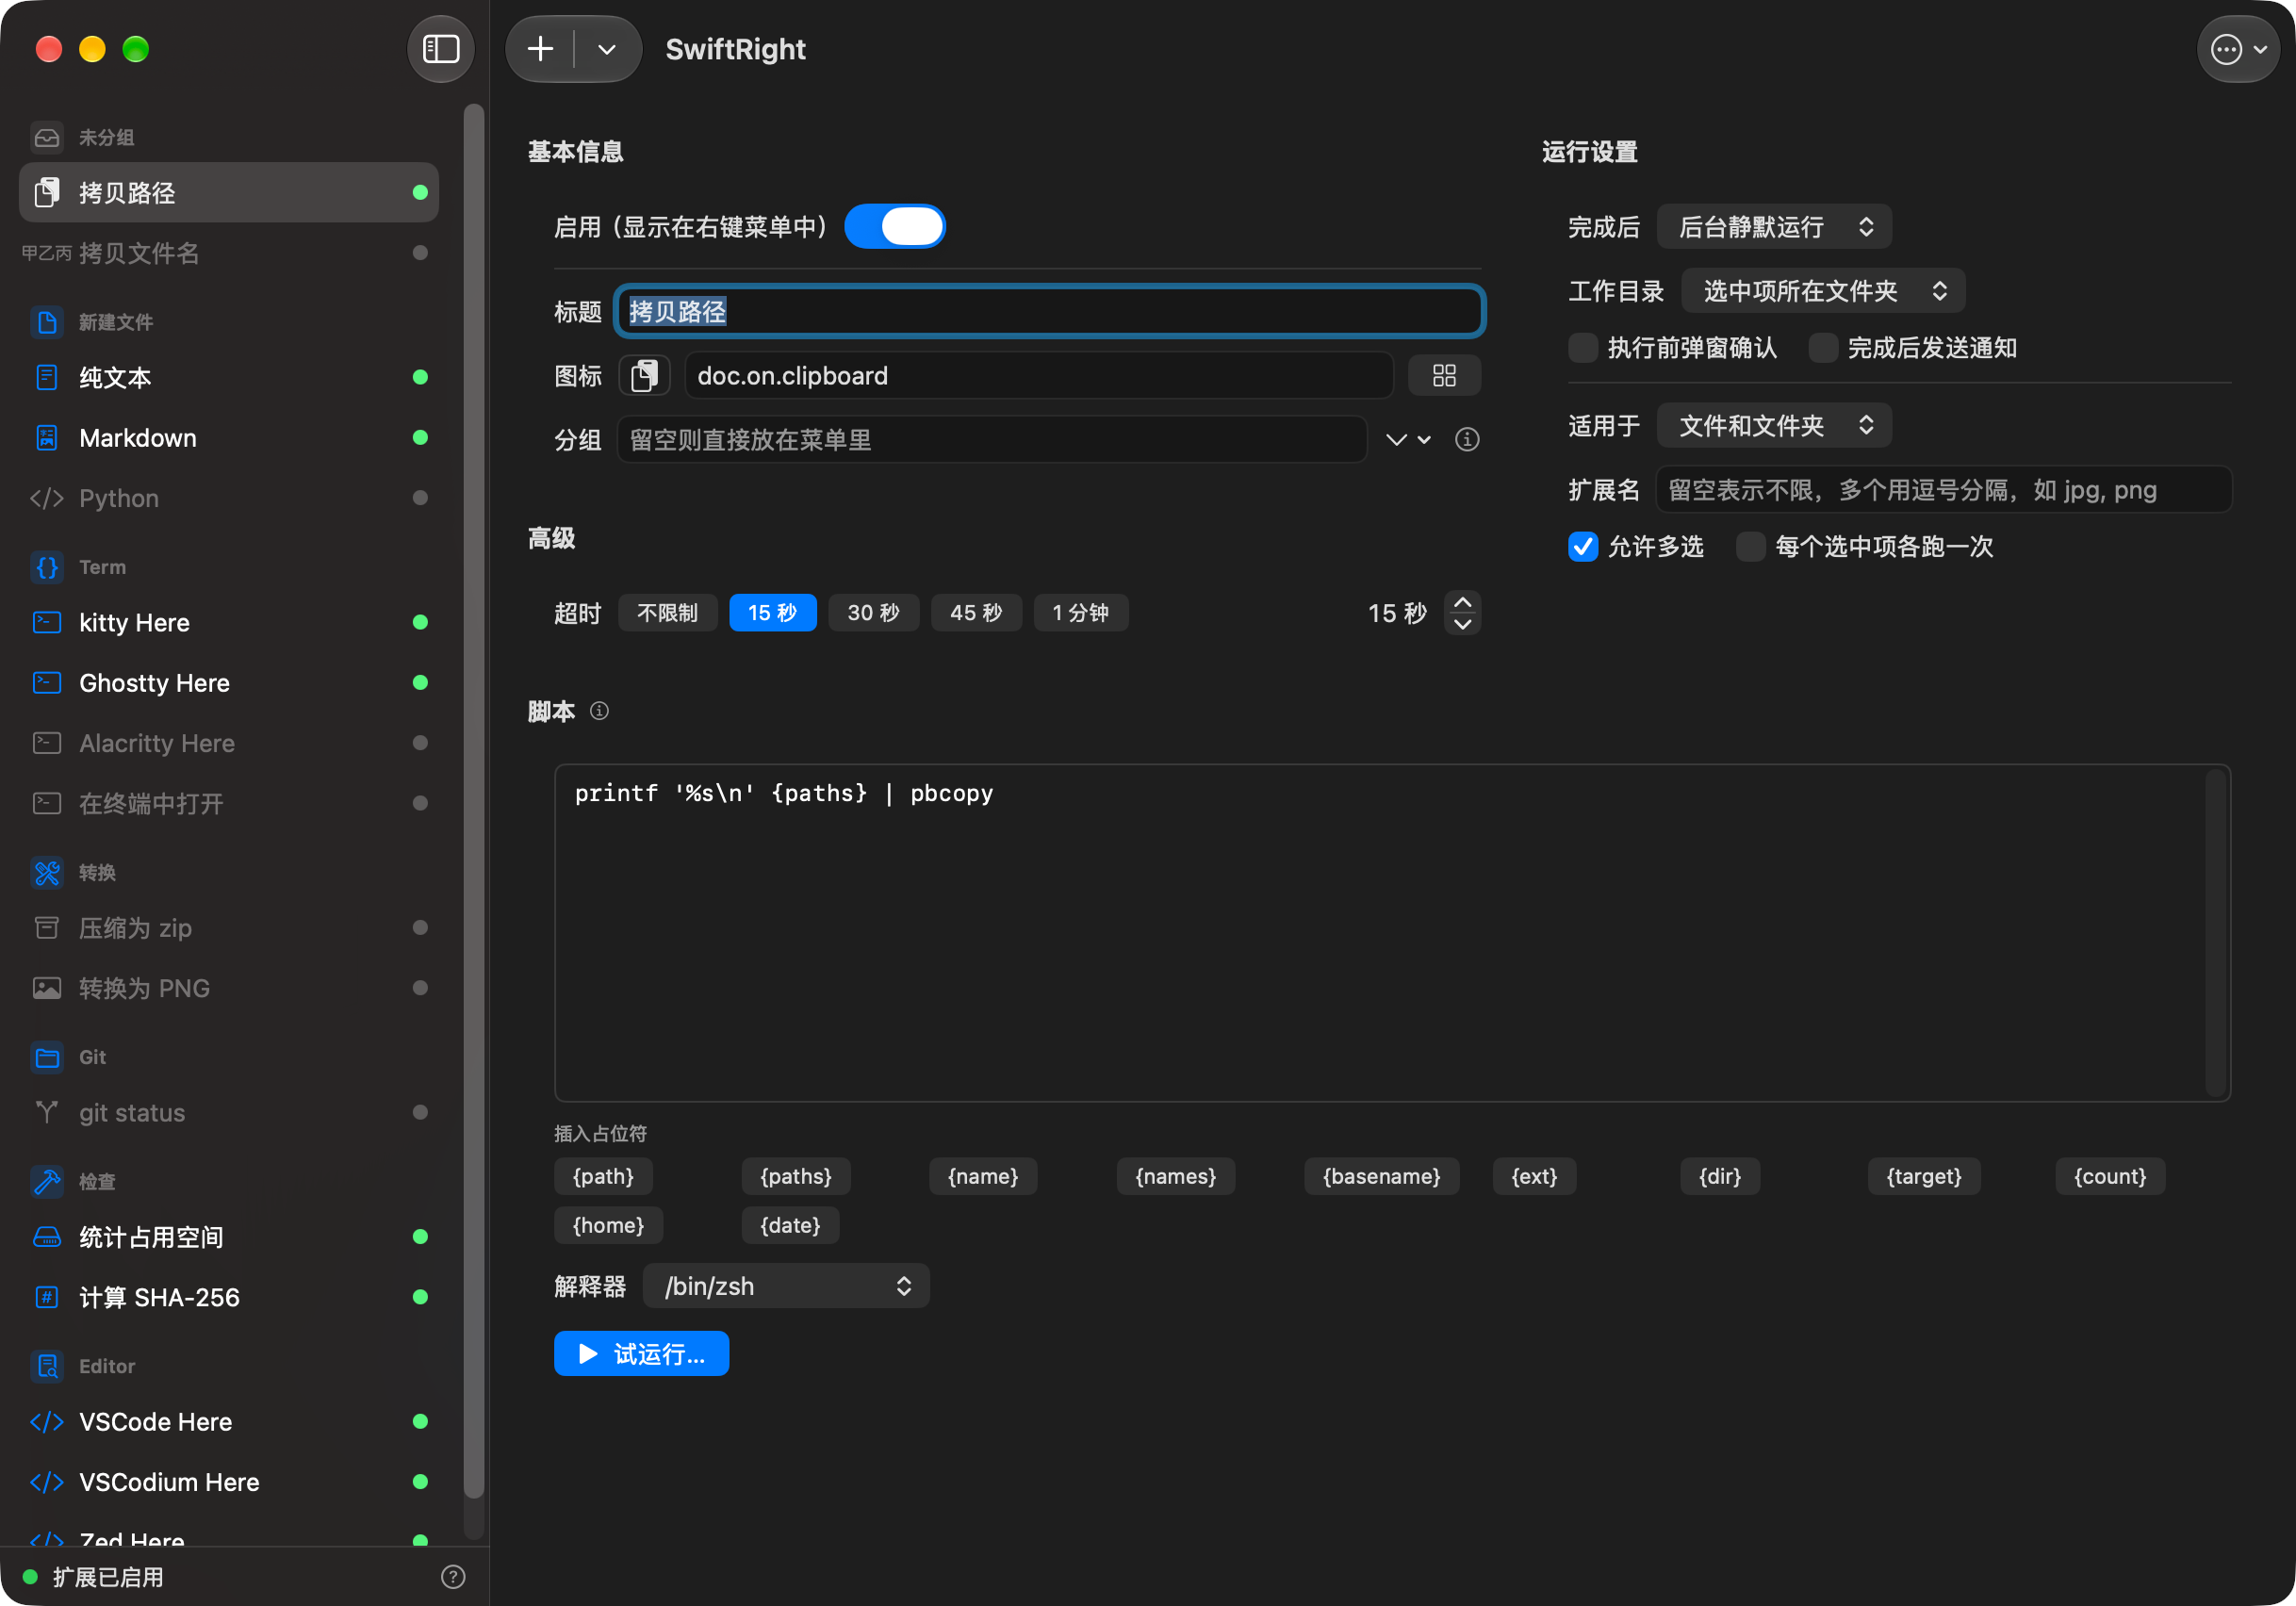 SwiftRight
未分组
拷贝路径
甲乙丙 拷贝文件名
新建文件
纯文本
Markdown
Python
Term
kitty Here
Ghostty Here
Alacritty Here
在终端中打开
转换
压缩为 zip
转换为 PNG
Git
git status
检查
统计占用空间
计算 SHA-256
Editor
VSCode Here
VSCodium Here
Zed Here
扩展已启用
基本信息
启用（显示在右键菜单中）
标题 拷贝路径
图标 doc.on.clipboard
分组 留空则直接放在菜单里
高级
超时 不限制 15 秒 30 秒 45 秒 1 分钟 15 秒
运行设置
完成后 后台静默运行
工作目录 选中项所在文件夹
执行前弹窗确认 完成后发送通知
适用于 文件和文件夹
扩展名 留空表示不限，多个用逗号分隔，如 jpg, png
允许多选 每个选中项各跑一次
脚本
printf '%s\n' {paths} | pbcopy
插入占位符
{path} {paths} {name} {names} {basename} {ext} {dir} {target} {count}
{home} {date}
解释器 /bin/zsh
试运行...